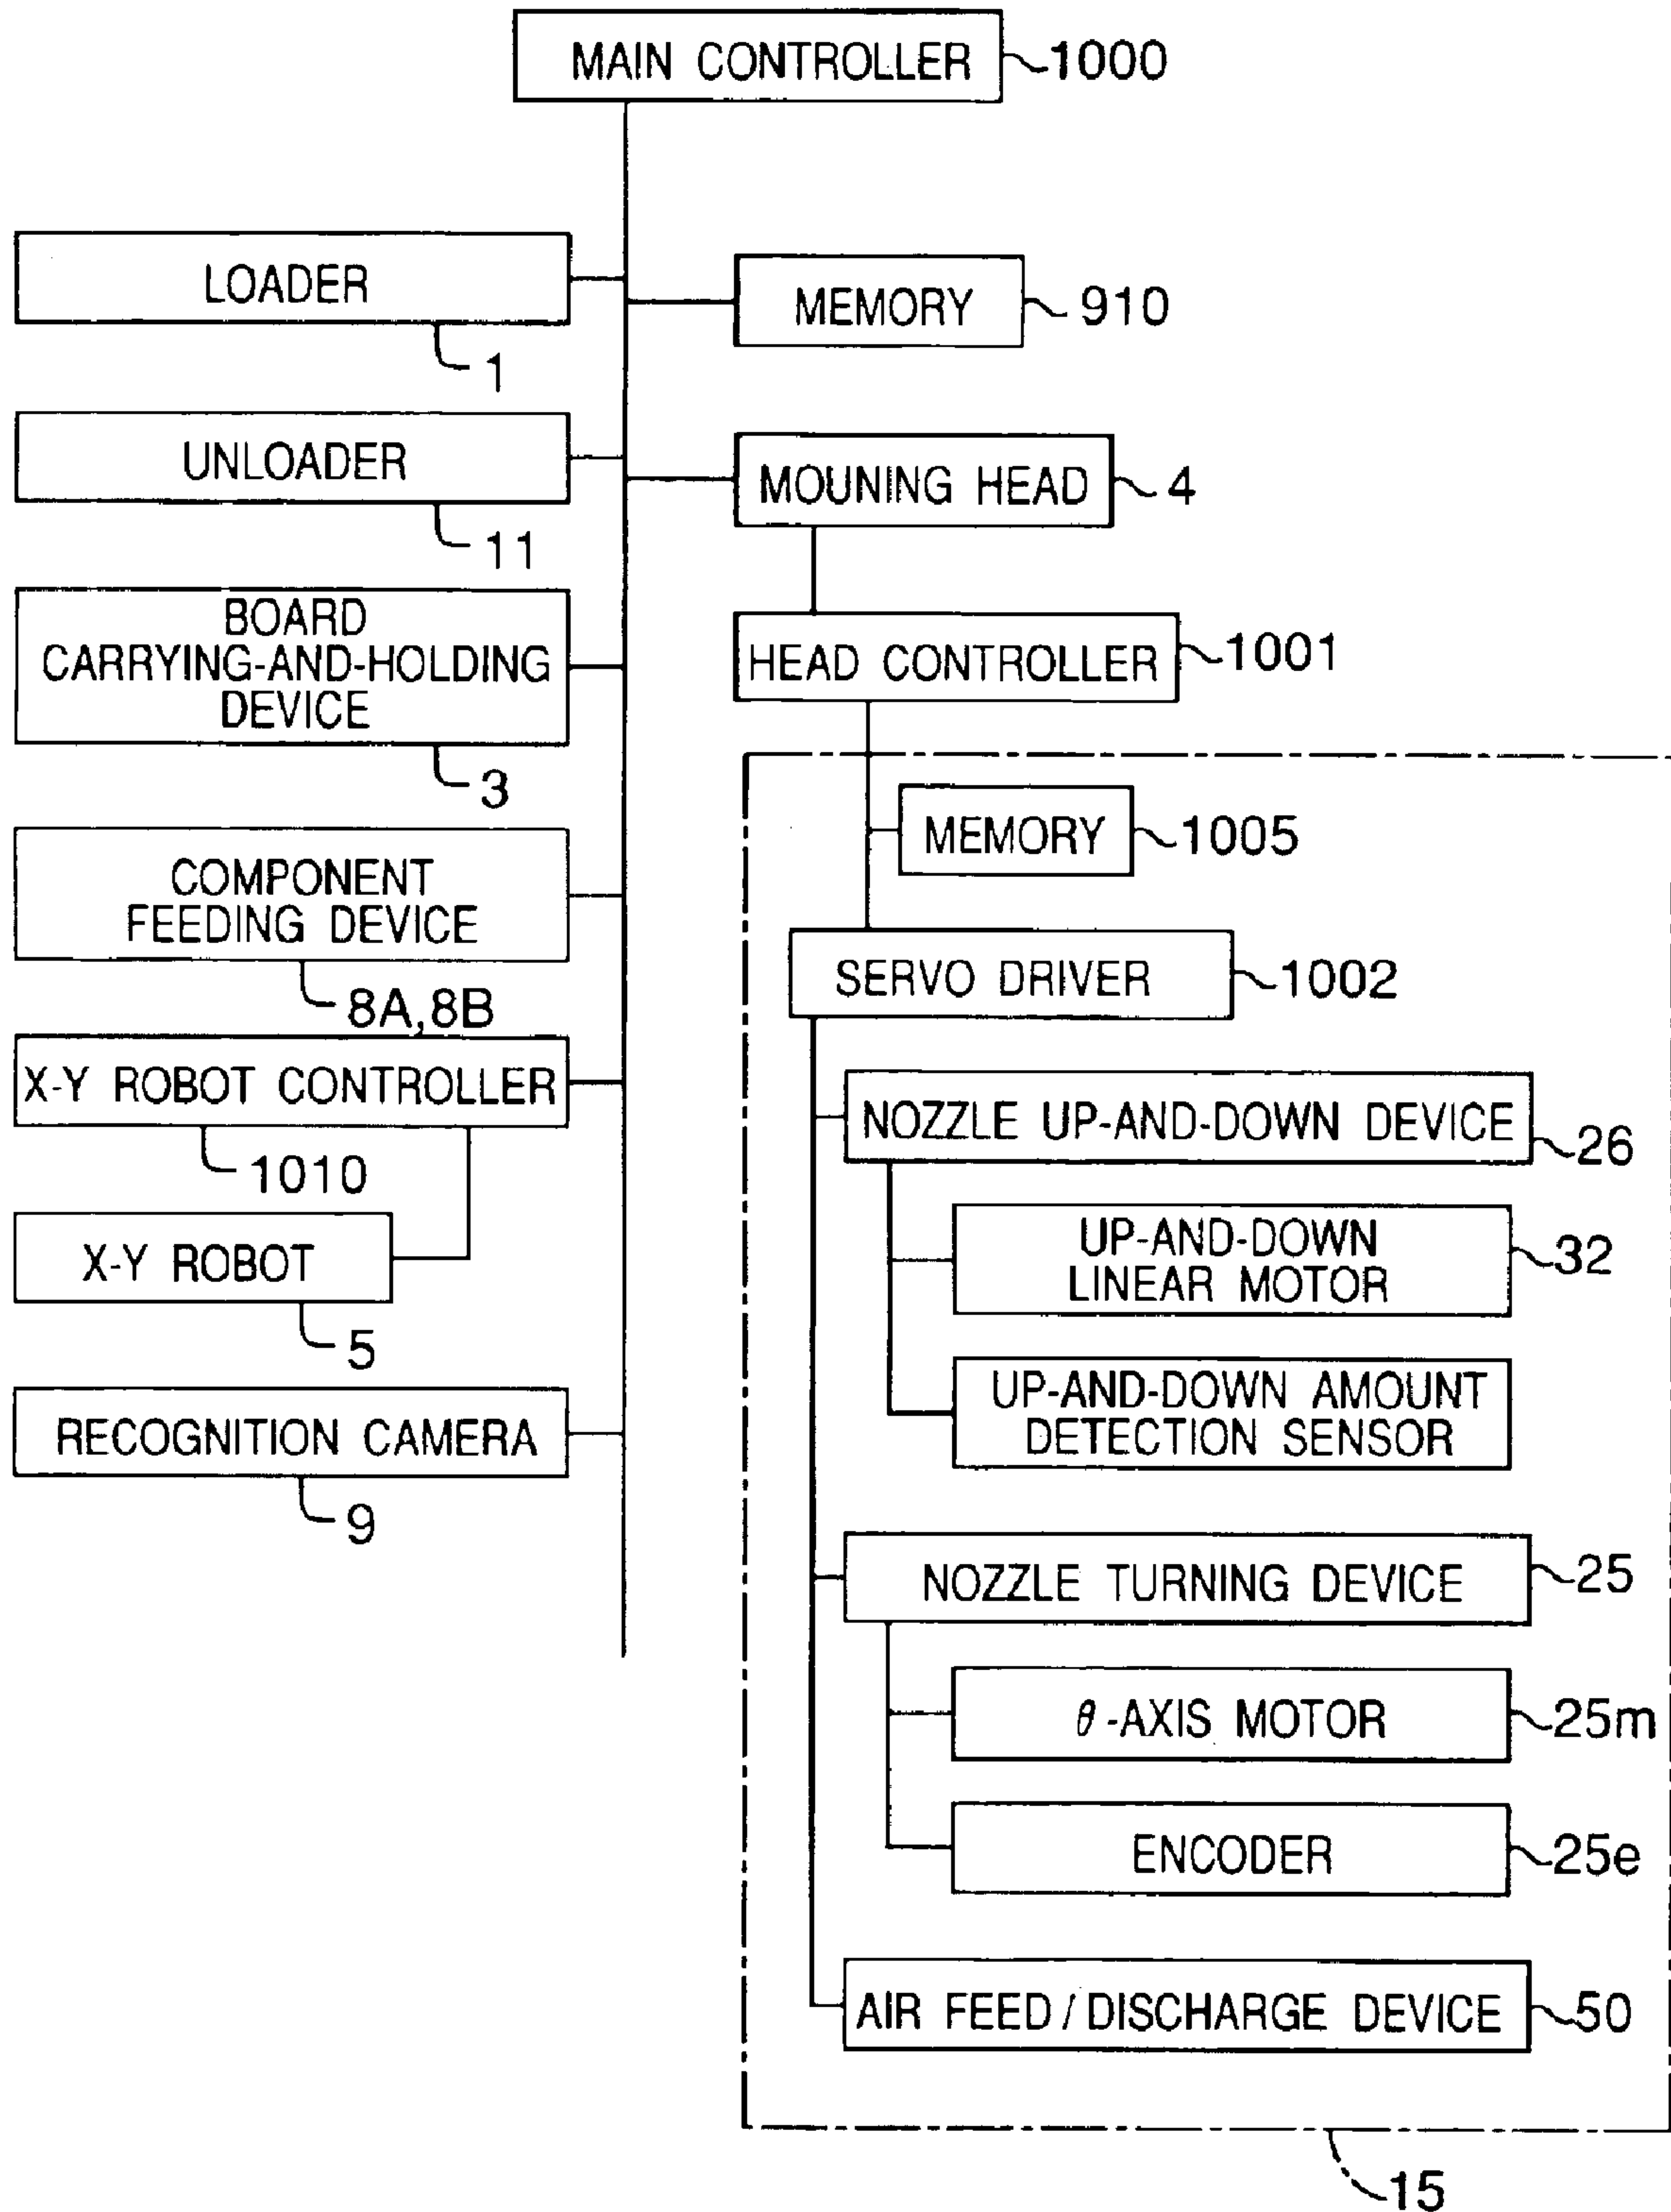 MAIN CONTROLLER
1000
LOADER
1
MEMORY
910
UNLOADER
11
MOUNING HEAD
4
BOARD
CARRYING-AND-HOLDING
DEVICE
3
HEAD CONTROLLER
1001
MEMORY
1005
COMPONENT
FEEDING DEVICE
8A,8B
SERVO DRIVER
1002
X-Y ROBOT CONTROLLER
1010
X-Y ROBOT
5
RECOGNITION CAMERA
9
NOZZLE UP-AND-DOWN DEVICE
26
UP-AND-DOWN
LINEAR MOTOR
32
UP-AND-DOWN AMOUNT
DETECTION SENSOR
NOZZLE TURNING DEVICE
25
θ-AXIS MOTOR
25m
ENCODER
25e
AIR FEED/DISCHARGE DEVICE
50
15